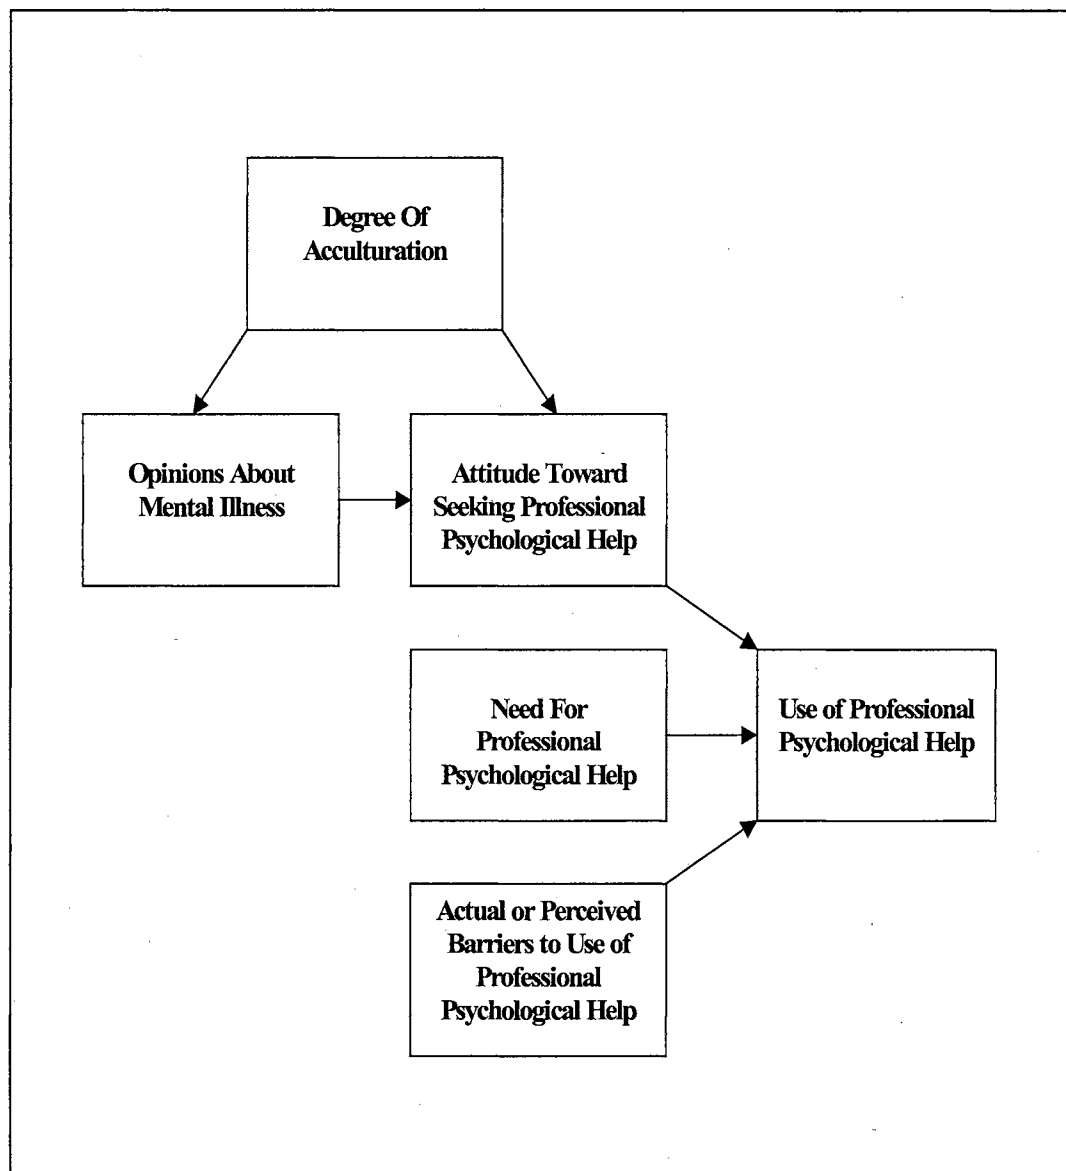 Degree Of
Acculturation
Opinions About
Mental Illness
Attitude Toward
Seeking Professional
Psychological Help
Need For
Professional
Psychological Help
Use of Professional
Psychological Help
Actual or Perceived
Barriers to Use of
Professional
Psychological Help